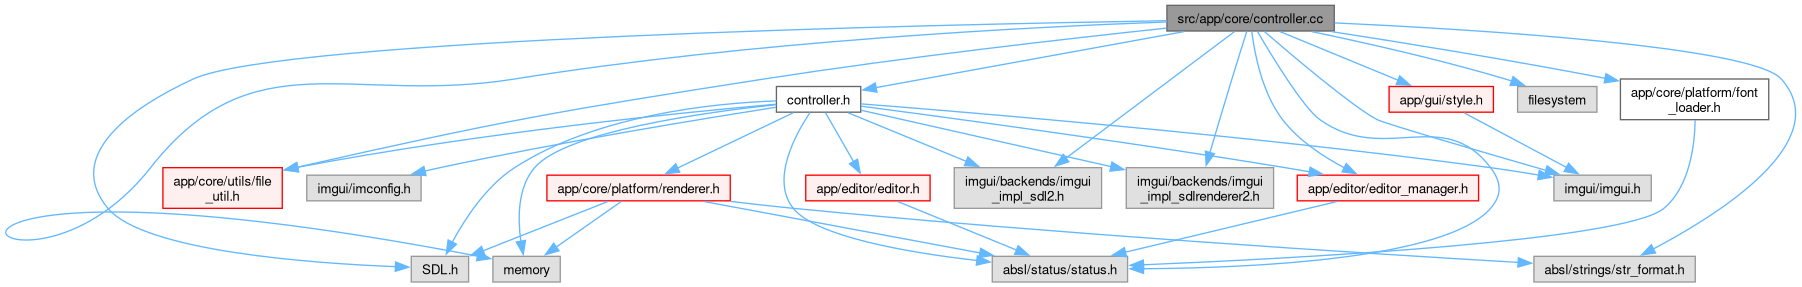 src/app/core/controller.cc
controller.h
app/gui/style.h
filesystem
app/core/platform/font
_loader.h
app/core/utils/file
_util.h
imgui/imconfig.h
app/core/platform/renderer.h
app/editor/editor.h
imgui/backends/imgui
_impl_sdl2.h
imgui/backends/imgui
_impl_sdlrenderer2.h
app/editor/editor_manager.h
imgui/imgui.h
SDL.h
memory
absl/status/status.h
absl/strings/str_format.h